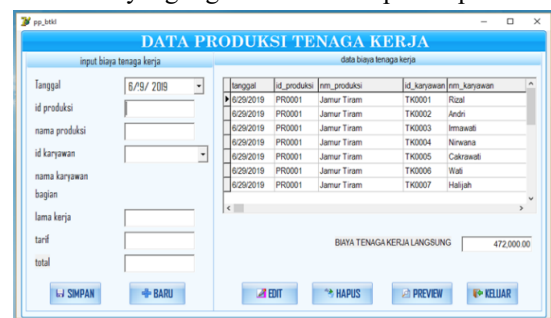 pp_btkl
DATA PRODUKSI TENAGA KERJA
input biaya tenaga kerja
data biaya tenaga kerja
Tanggal 6/9/ 2019
id produksi
nama produksi
id karyawan
nama karyawan
bagian
lama kerja
tarif
total
tanggal id_produksi nm_produksi id_karyawan nm_karyawan
6/29/2019 PR0001 Jamur Tiram TK0001 Rizal
6/29/2019 PR0001 Jamur Tiram TK0002 Andri
6/29/2019 PR0001 Jamur Tiram TK0003 Irmawati
6/29/2019 PR0001 Jamur Tiram TK0004 Nirwana
6/29/2019 PR0001 Jamur Tiram TK0005 Cakrawati
6/29/2019 PR0001 Jamur Tiram TK0006 Wati
6/29/2019 PR0001 Jamur Tiram TK0007 Halijah
BIAYA TENAGA KERJA LANGSUNG 472,000.00
SIMPAN BARU EDIT HAPUS PREVIEW KELUAR